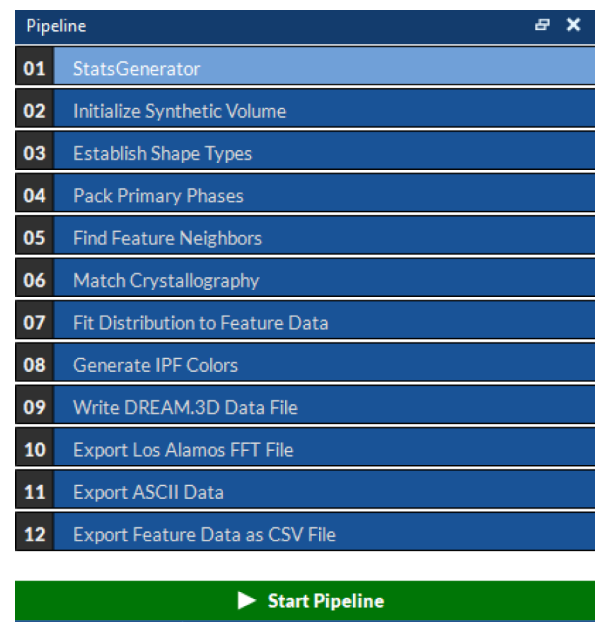 Pipeline
01 StatsGenerator
02 Initialize Synthetic Volume
03 Establish Shape Types
04 Pack Primary Phases
05 Find Feature Neighbors
06 Match Crystallography
07 Fit Distribution to Feature Data
08 Generate IPF Colors
09 Write DREAM.3D Data File
10 Export Los Alamos FFT File
11 Export ASCII Data
12 Export Feature Data as CSV File
Start Pipeline